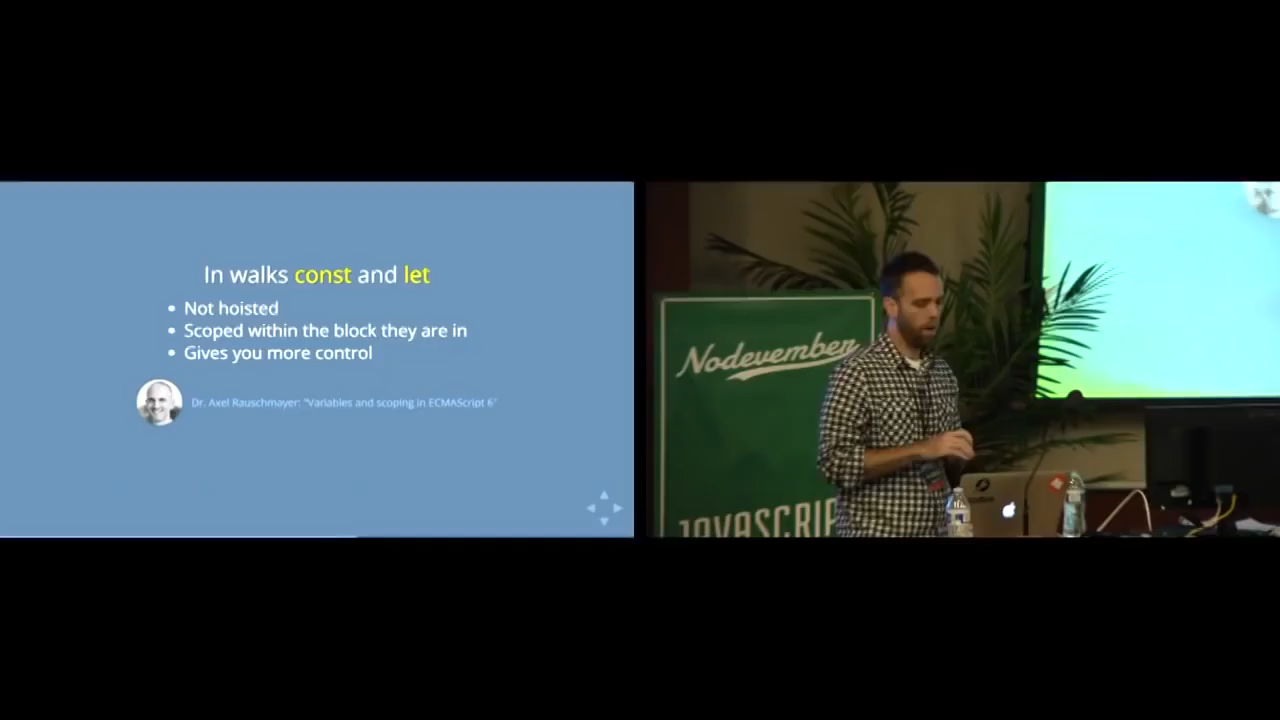 In walks const and let
Not hoisted
Scoped within the block they are in
Gives you more control
Dr. Axel Rauschmayer: "Variables and scoping in ECMAScript 6"
Nodevember